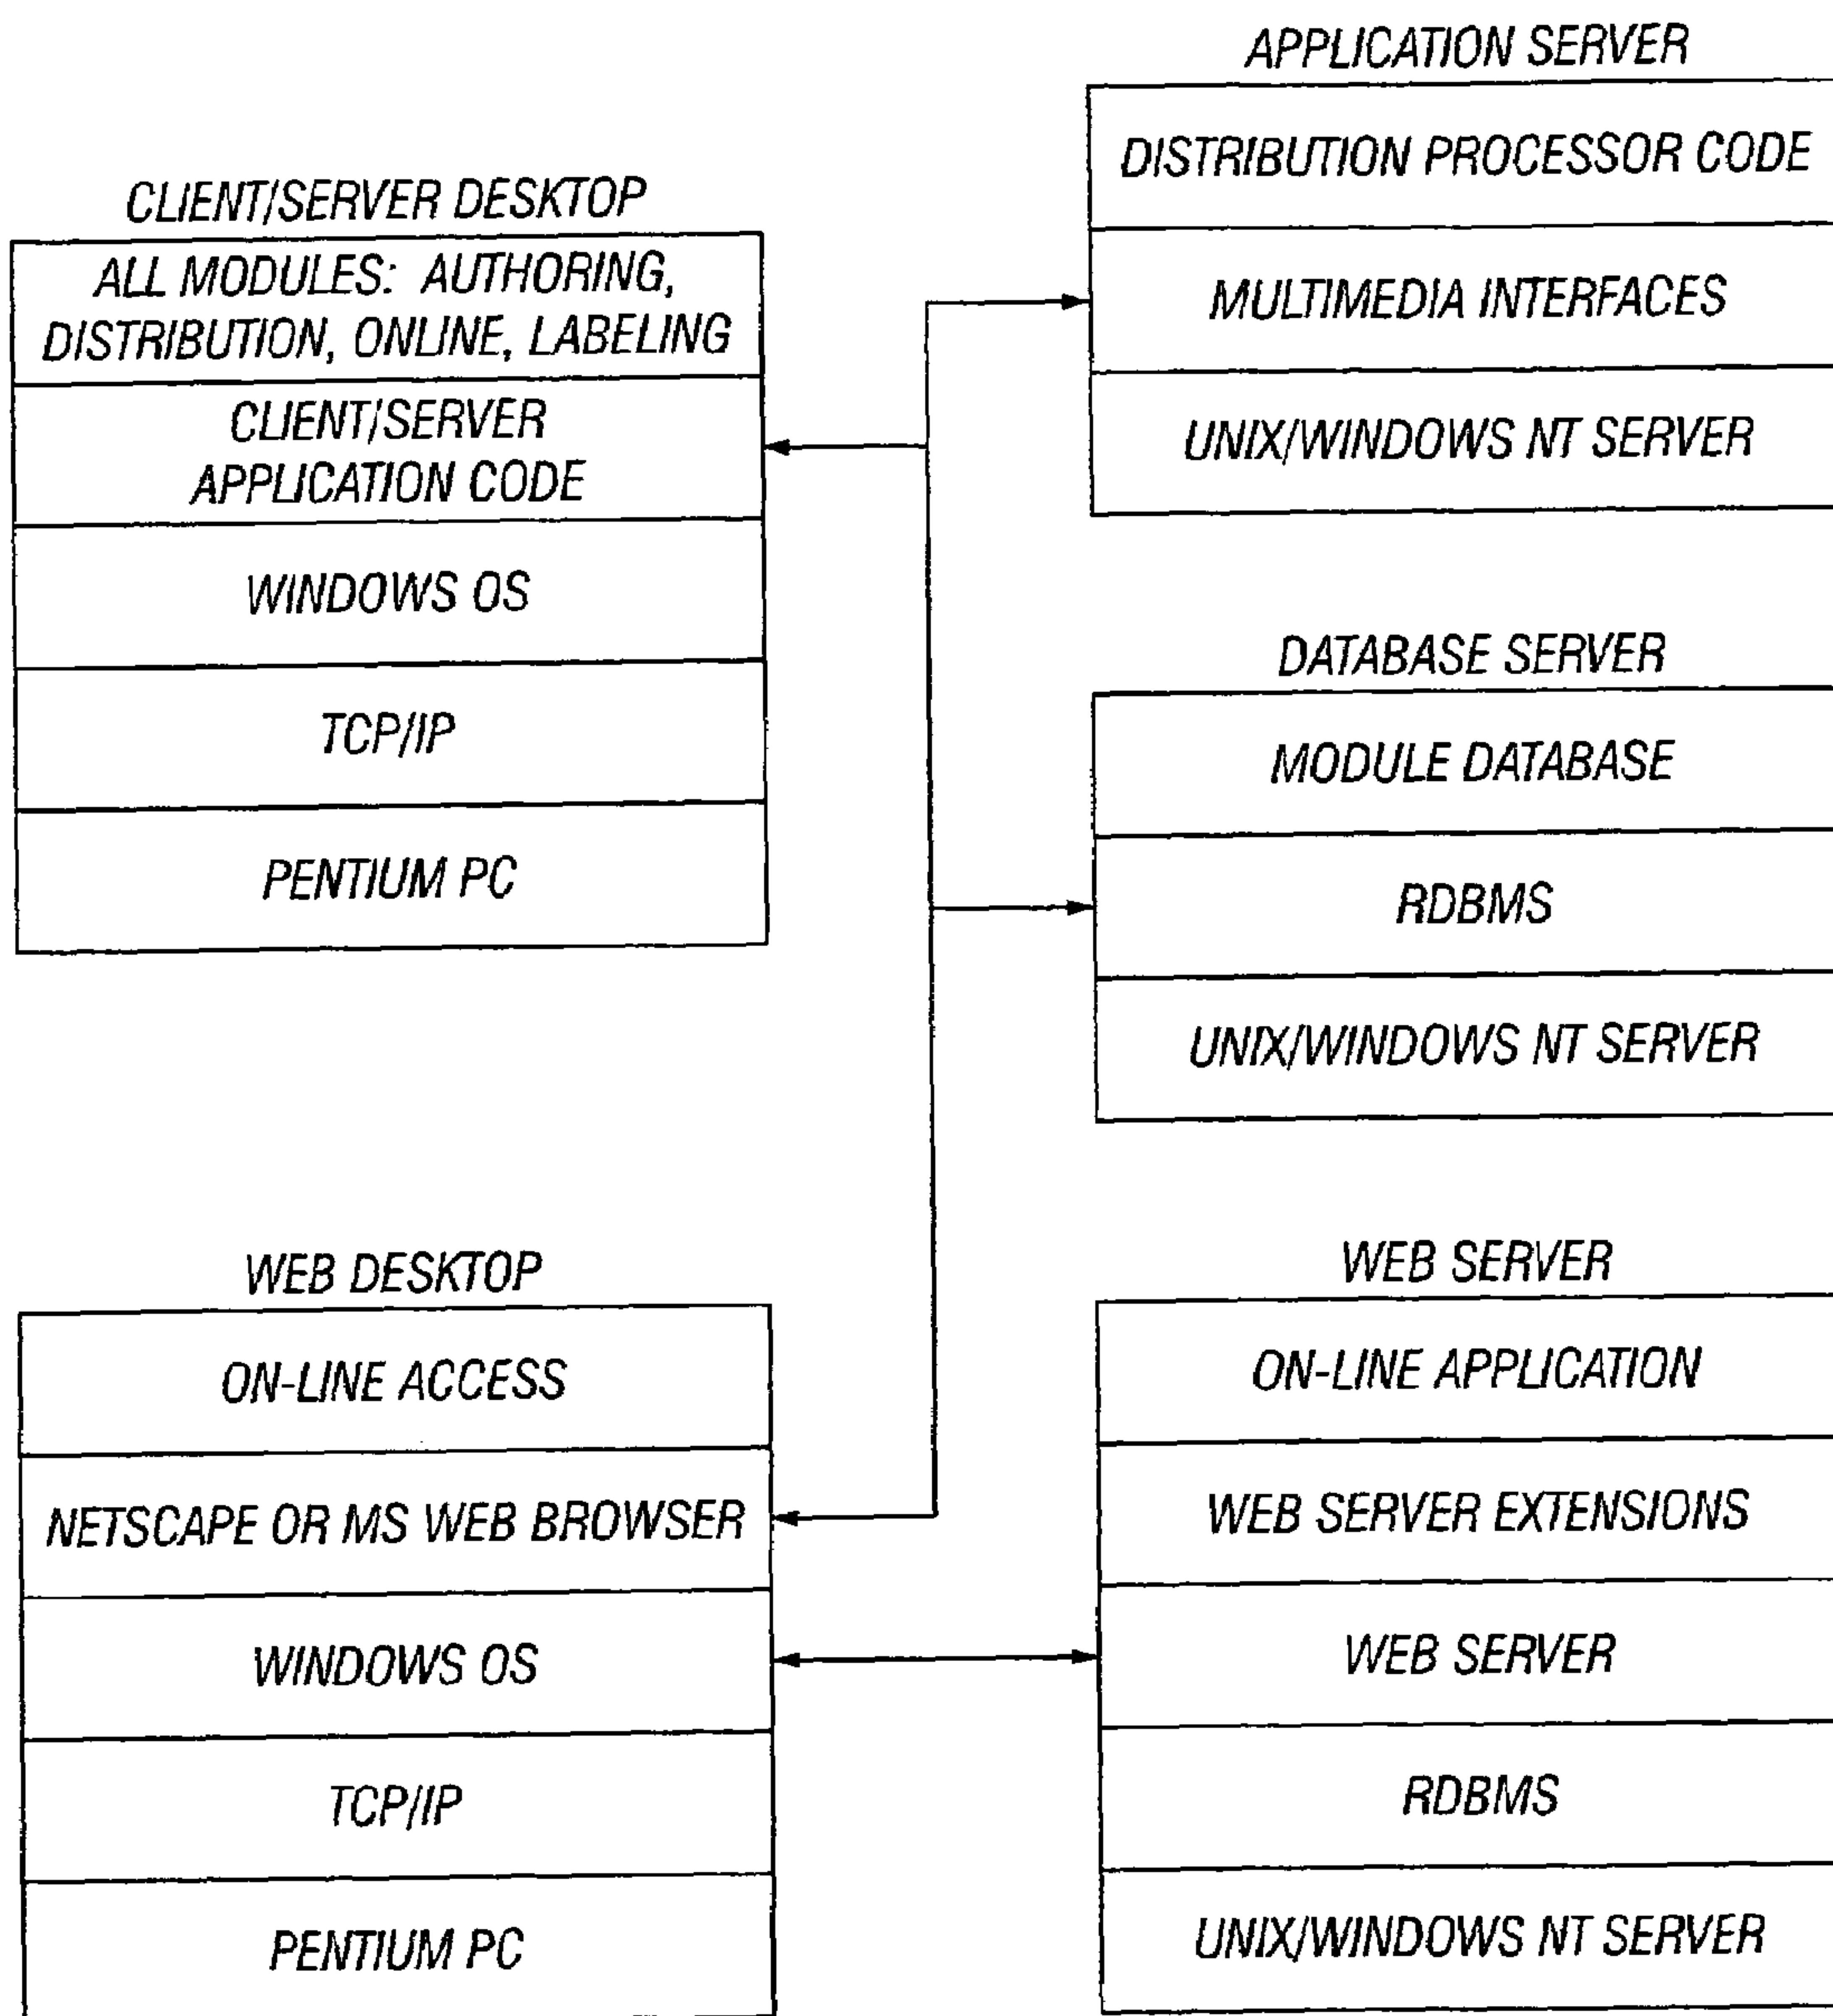 CLIENT/SERVER DESKTOP
ALL MODULES: AUTHORING,
DISTRIBUTION, ONLINE, LABELING
CLIENT/SERVER
APPLICATION CODE
WINDOWS OS
TCP/IP
PENTIUM PC
APPLICATION SERVER
DISTRIBUTION PROCESSOR CODE
MULTIMEDIA INTERFACES
UNIX/WINDOWS NT SERVER
DATABASE SERVER
MODULE DATABASE
RDBMS
UNIX/WINDOWS NT SERVER
WEB DESKTOP
ON-LINE ACCESS
NETSCAPE OR MS WEB BROWSER
WINDOWS OS
TCP/IP
PENTIUM PC
WEB SERVER
ON-LINE APPLICATION
WEB SERVER EXTENSIONS
WEB SERVER
RDBMS
UNIX/WINDOWS NT SERVER